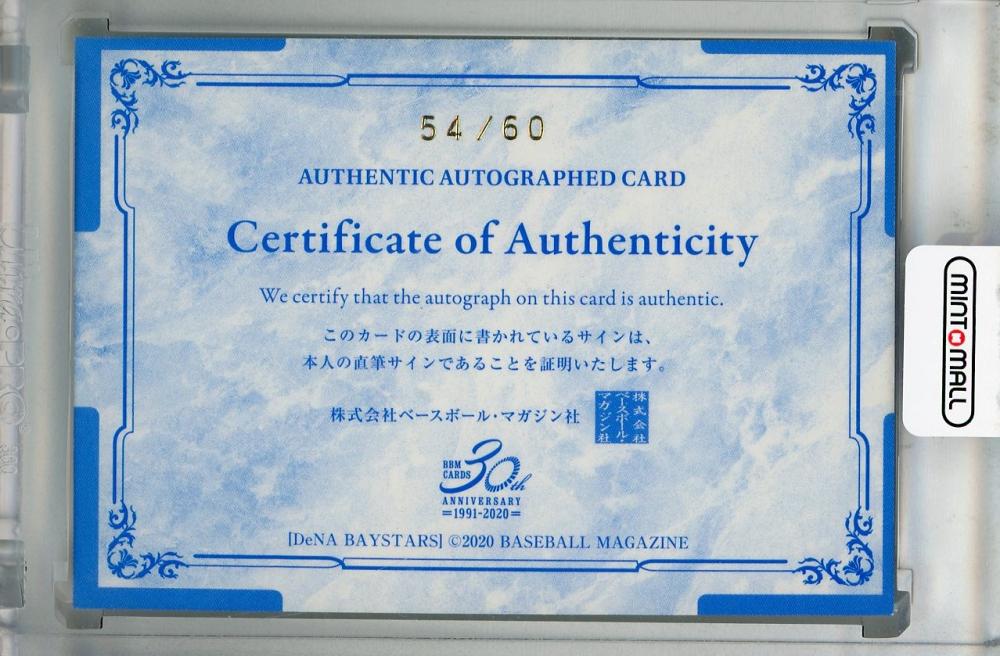 54/60
AUTHENTIC AUTOGRAPHED CARD
Certificate of Authenticity
We certify that the autograph on this card is authentic.
このカードの表面に書かれているサインは、
本人の直筆サインであることを証明いたします。
株式会社ベースボール・マガジン社
株式会社
ベースボール・
マガジン社
BBM
CARDS
30th
ANNIVERSARY
=1991-2020=
[DeNA BAYSTARS] ©2020 BASEBALL MAGAZINE
MINT MALL